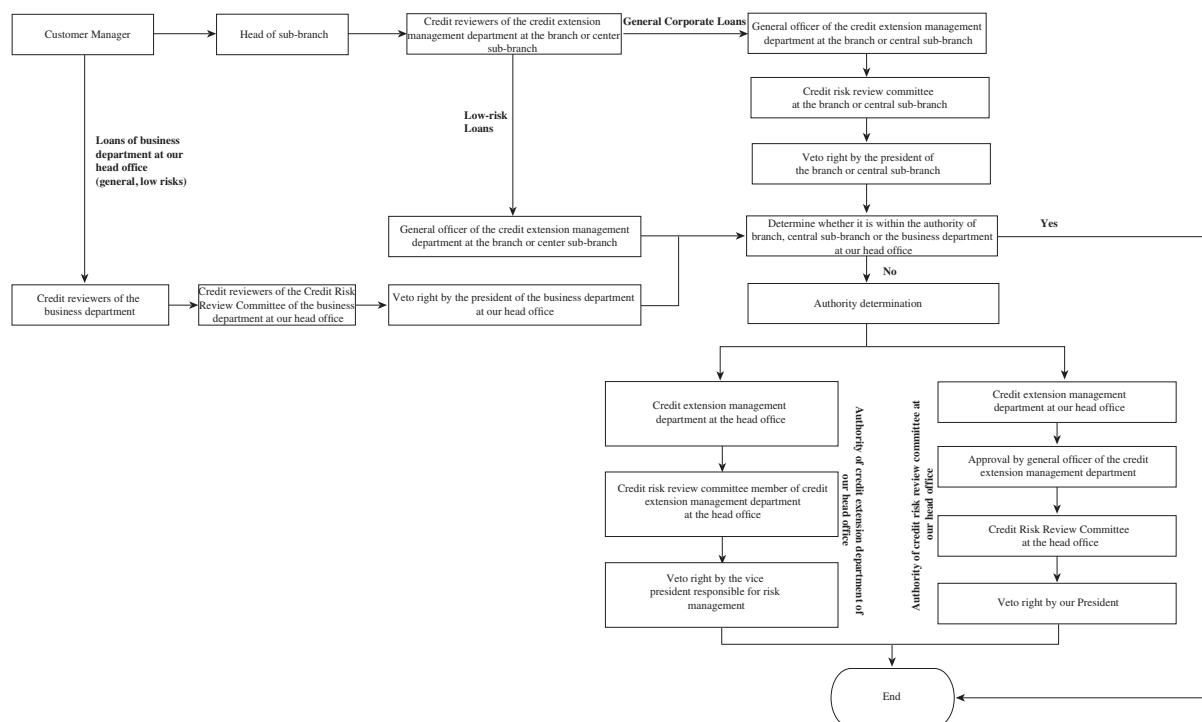 Customer Manager
Head of sub-branch
Credit reviewers of the credit extension
management department at the branch or center
sub-branch
General Corporate Loans
General officer of the credit extension management
department at the branch or central sub-branch
Credit risk review committee
at the branch or central sub-branch
Low-risk
Loans
Loans of business
department at our
head office
(general, low risks)
Veto right by the president of
the branch or central sub-branch
General officer of the credit extension management
department at the branch or center sub-branch
Determine whether it is within the authority of
branch, central sub-branch or the business department
at our head office
Yes
No
Credit reviewers of the
business department
Credit reviewers of the Credit Risk
Review Committee of the business
department at our head office
Veto right by the president of the business department
at our head office
Authority determination
Credit extension management
department at the head office
Credit risk review committee member of credit
extension management department
at the head office
Veto right by the vice
president responsible for risk
management
Authority of credit extension department of
our head office
Authority of credit risk review committee at
our head office
Credit extension management
department at our head office
Approval by general officer of the credit
extension management department
Credit Risk Review Committee
at the head office
Veto right by our President
End